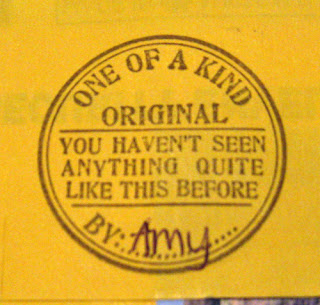 ONE OF A KIND
ORIGINAL
YOU HAVEN'T SEEN
ANYTHING QUITE
LIKE THIS BEFORE
BY: Amy